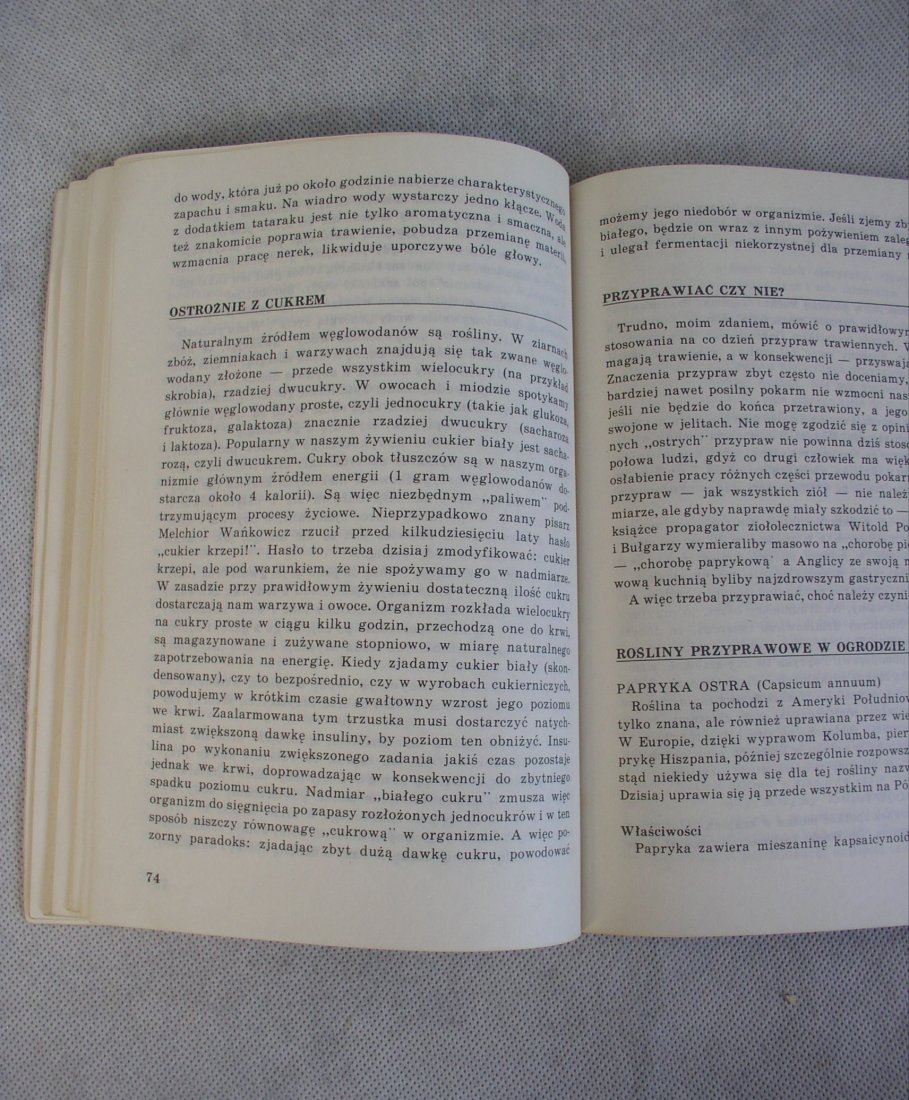 do wody, która już po około godzinie nabierze charakterystycznego
zapachu i smaku. Na wiadro wody wystarczy jedno kłącze. Woda
z dodatkiem tataraku jest nie tylko aromatyczna i smaczna, ale
też znakomicie poprawia trawienie, pobudza przemianę materii,
wzmacnia pracę nerek, likwiduje uporczywe bóle głowy.
OSTROŻNIE Z CUKREM
Naturalnym źródłem węglowodanów są rośliny. W ziarnach
zbóż, ziemniakach i warzywach znajdują się tak zwane węglo-
wodany złożone — przede wszystkim wielocukry (na przykład
skrobia), rzadziej dwucukry. W owocach i miodzie spotykamy
głównie węglowodany proste, czyli jednocukry (takie jak glukoza,
fruktoza, galaktoza) znacznie rzadziej dwucukry (sacharoza
i laktoza). Popularny w naszym żywieniu cukier biały jest sacha-
rozą, czyli dwucukrem. Cukry obok tłuszczów są w naszym orga-
nizmie głównym źródłem energii (1 gram węglowodanów do-
starcza około 4 kalorii). Są więc niezbędnym „paliwem" pod-
trzymującym procesy życiowe. Nieprzypadkowo znany pisarz
Melchior Wańkowicz rzucił przed kilkudziesięciu laty hasło
„cukier krzepi!". Hasło to trzeba dzisiaj zmodyfikować: cukier
krzepi, ale pod warunkiem, że nie spożywamy go w nadmiarze.
W zasadzie przy prawidłowym żywieniu dostateczną ilość cukru
dostarczają nam warzywa i owoce. Organizm rozkłada wielocukry
na cukry proste w ciągu kilku godzin, przechodzą one do krwi,
są magazynowane i zużywane stopniowo, w miarę naturalnego
zapotrzebowania na energię. Kiedy zjadamy cukier biały (skon-
densowany), czy to bezpośrednio, czy w wyrobach cukierniczych,
powodujemy w krótkim czasie gwałtowny wzrost jego poziomu
we krwi. Zaalarmowana tym trzustka musi dostarczyć natych-
miast zwiększoną dawkę insuliny, by poziom ten obniżyć. Insu-
lina po wykonaniu zwiększonego zadania jakiś czas pozostaje
jednak we krwi, doprowadzając w konsekwencji do zbytniego
spadku poziomu cukru. Nadmiar „białego cukru" zmusza więc
organizm do sięgnięcia po zapasy rozłożonych jednocukrów i w ten
sposób niszczy równowagę „cukrową" w organizmie. A więc po-
zorny paradoks: zjadając zbyt dużą dawkę cukru, powodować
74
możemy jego niedobór w organizmie. Jeśli zjemy
białego, będzie on wraz z innym pożywieniem
i ulegał fermentacji niekorzystnej dla przemiany
PRZYPRAWIAĆ CZY NIE?
Trudno, moim zdaniem, mówić o
stosowania na co dzień przypraw trawiennych.
magają trawienie, a w konsekwencji —
Znaczenia przypraw zbyt często nie doceniamy,
bardziej nawet posilny pokarm nie wzmocni
jeśli nie będzie do końca przetrawiony, a jego
swojone w jelitach. Nie mogę zgodzić się z
nych „ostrych" przypraw nie powinna dziś
połowa ludzi, gdyż co drugi człowiek ma
osłabienie pracy różnych części przewodu
przypraw — jak wszystkich ziół — nie
miarze, ale gdyby naprawdę miały szkodzić to —
książce propagator ziołolecznictwa Witold
i Bułgarzy wymieraliby masowo na „chorobę
— „chorobę paprykową' a Anglicy ze swoją
wową kuchnią byliby najzdrowszym
A więc trzeba przyprawiać, choć należy
ROŚLINY PRZYPRAWOWE W OGRODZIE
PAPRYKA OSTRA (Capsicum annuum)
Roślina ta pochodzi z Ameryki
tylko znana, ale również uprawiana przez
W Europie, dzięki wyprawom Kolumba,
prykę Hiszpania, później szczególnie
stąd niekiedy używa się dla tej rośliny
Dzisiaj uprawia się ją przede wszystkim na
Właściwości
Papryka zawiera mieszaninę